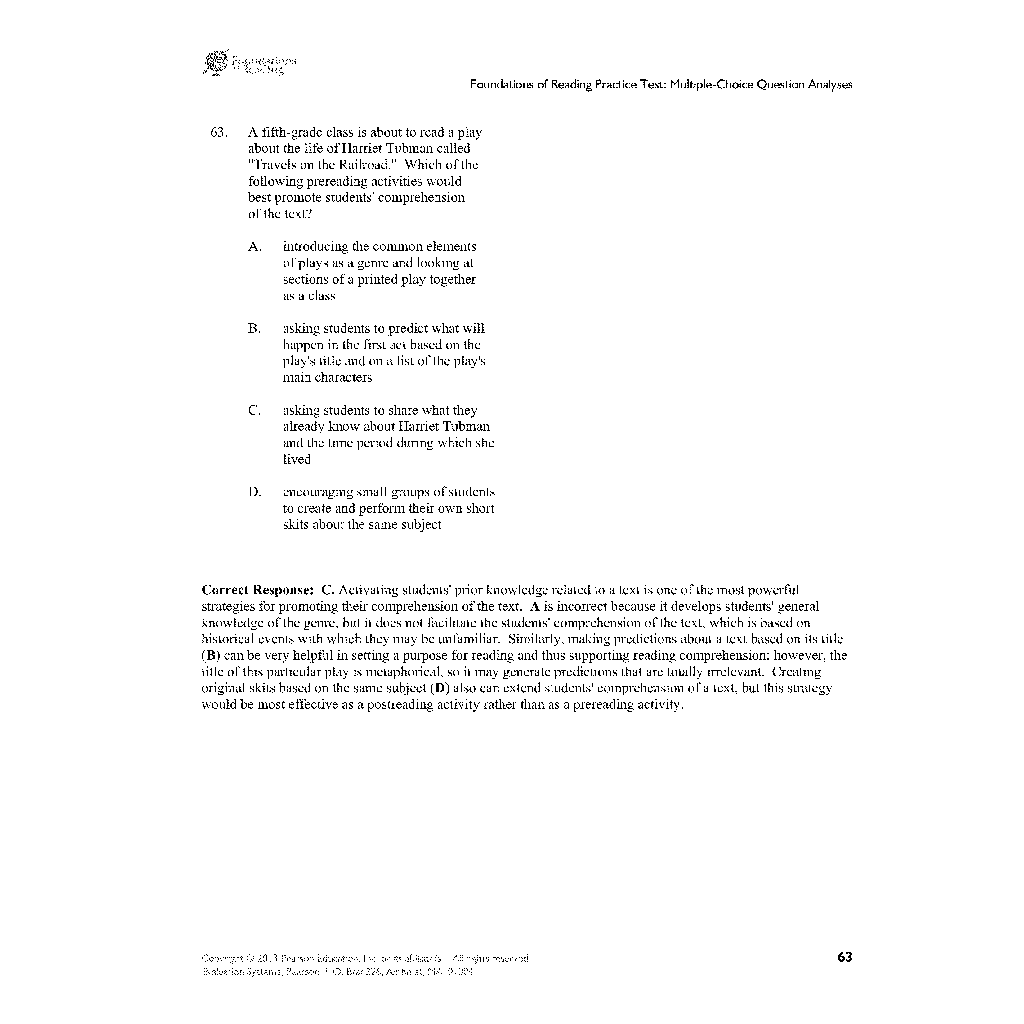 Foundations of Reading Practice Test: Multiple-Choice Question Analyses
63. A fifth-grade class is about to read a play
about the life of Harriet Tubman called
"Travels on the Railroad." Which of the
following prereading activities would
best promote students' comprehension
of the text?
A. introducing the common elements
of plays as a genre and looking at
sections of a printed play together
as a class
B. asking students to predict what will
happen in the first act based on the
play's title and on a list of the play's
main characters
C. asking students to share what they
already know about Harriet Tubman
and the time period during which she
lived
D. encouraging small groups of students
to create and perform their own short
skits about the same subject
Correct Response: C. Activating students' prior knowledge related to a text is one of the most powerful
strategies for promoting their comprehension of the text. A is incorrect because it develops students' general
knowledge of the genre, but it does not facilitate the students' comprehension of the text, which is based on
historical events with which they may be unfamiliar. Similarly, making predictions about a text based on its title
(B) can be very helpful in setting a purpose for reading and thus supporting reading comprehension; however, the
title of this particular play is metaphorical, so it may generate predictions that are totally irrelevant. Creating
original skits based on the same subject (D) also can extend students' comprehension of a text, but this strategy
would be most effective as a postreading activity rather than as a prereading activity.
Copyright © 2013 Pearson Education, Inc. or its affiliate(s). All rights reserved.
Evaluation Systems, Pearson, P.O. Box 226, Amherst, MA 01004
63